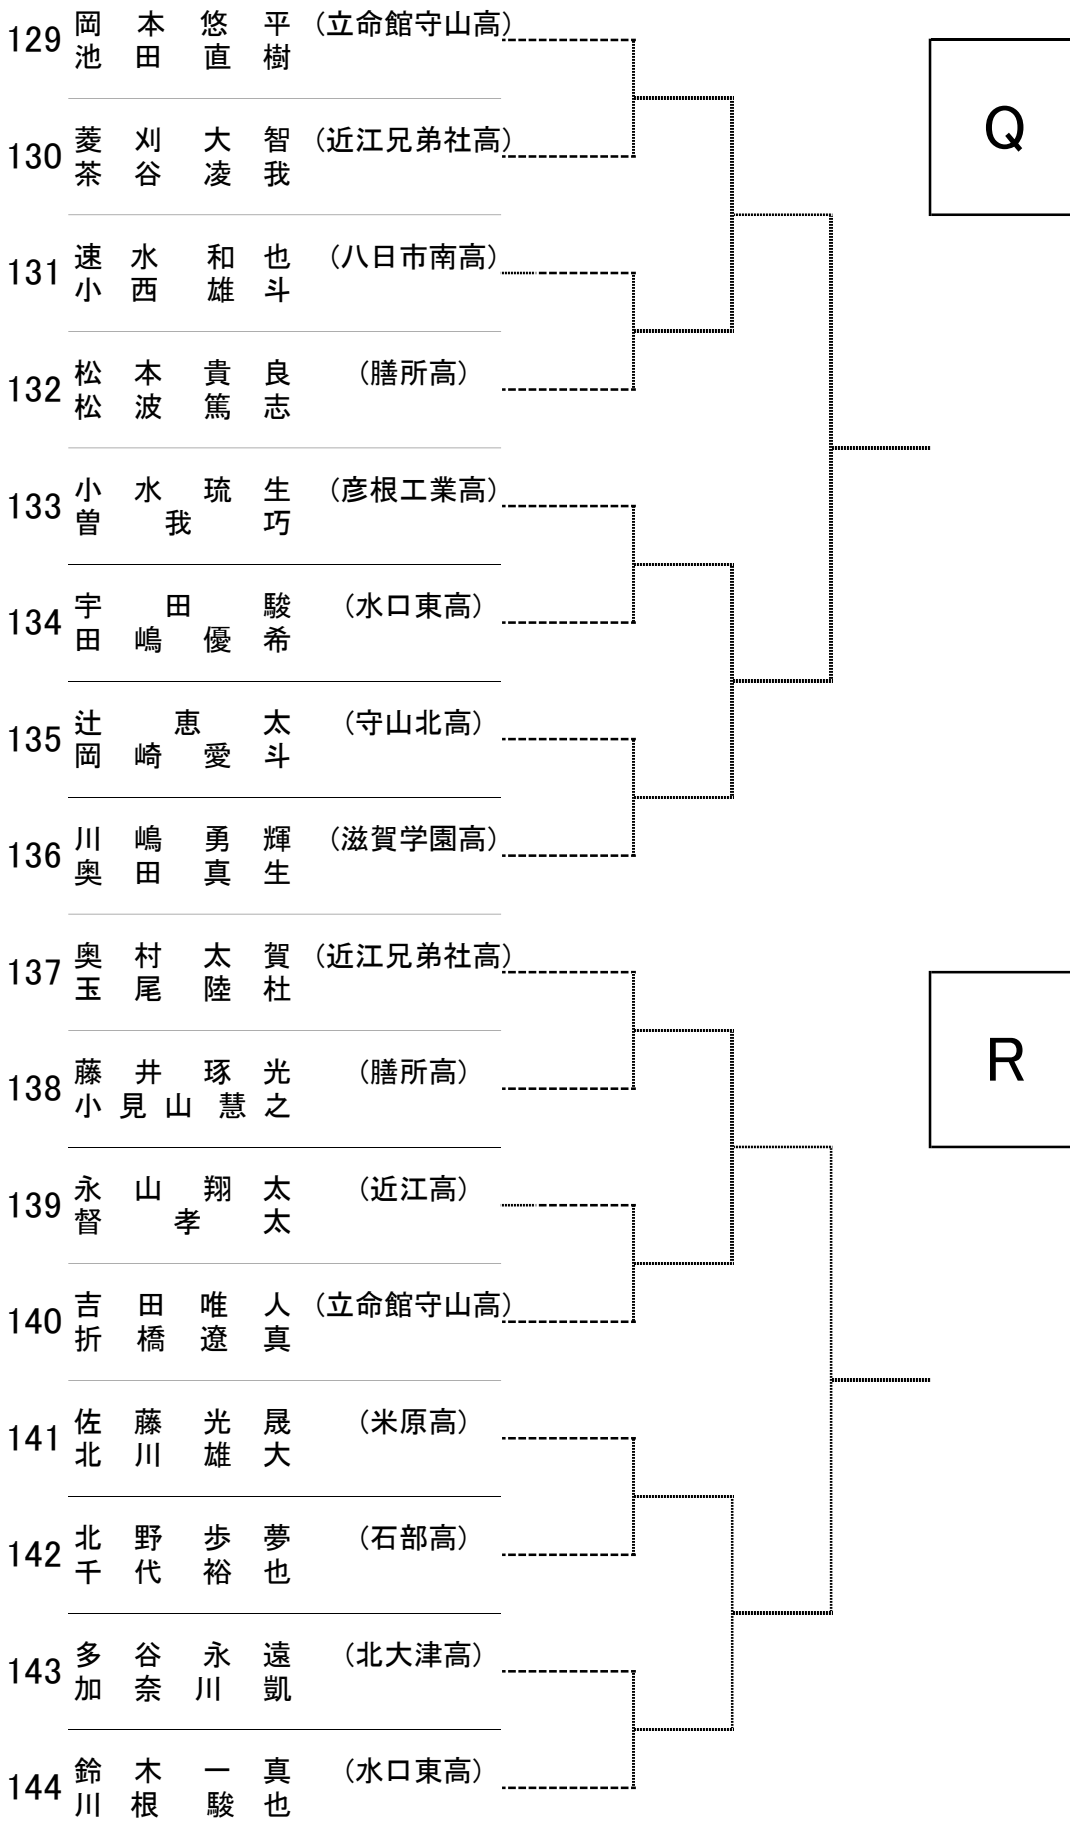 129 岡本悠平 (立命館守山高)
池田直樹
Q
130 菱刈大智 (近江兄弟社高)
茶谷凌我
131 速水和也 (八日市南高)
小西雄斗
132 松本貴良 (膳所高)
松波篤志
133 小水琉生 (彦根工業高)
曽我巧
134 宇田駿 (水口東高)
田嶋優希
135 辻恵太 (守山北高)
岡崎愛斗
136 川嶋勇輝 (滋賀学園高)
奥田真生
137 奥村太賀 (近江兄弟社高)
玉尾陸杜
R
138 藤井琢光 (膳所高)
小見山慧之
139 永山翔太 (近江高)
督孝太
140 吉田唯人 (立命館守山高)
折橋遼真
141 佐藤光晟 (米原高)
北川雄大
142 北野歩夢 (石部高)
千代裕也
143 多谷永遠 (北大津高)
加奈川凱
144 鈴木一真 (水口東高)
川根駿也